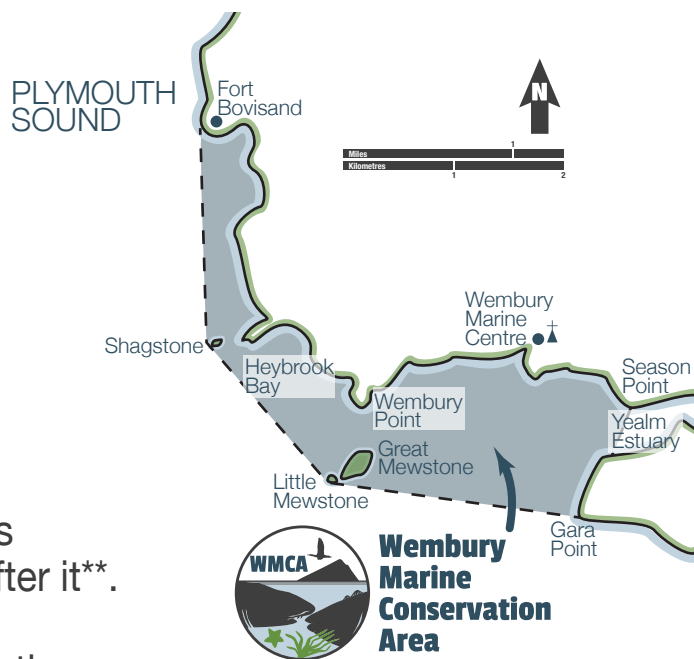 PLYMOUTH
SOUND
Fort
Bovisand
N
1
Miles
Kilometres
1 2
Wembury
Marine
Centre
Shagstone
Heybrook
Bay
Season
Point
Wembury
Point
Yealm
Estuary
Great
Mewstone
Little
Mewstone
Gara
Point
WMCA
Wembury
Marine
Conservation
Area
fter it**.